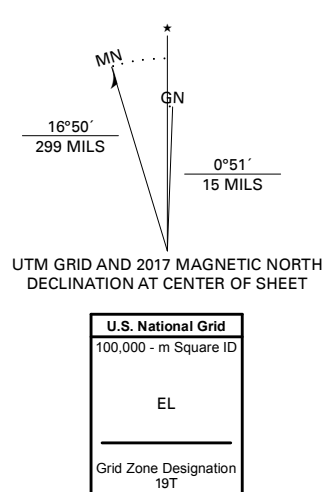 ★
MN
GN
16°50´
299 MILS
0°51´
15 MILS
UTM GRID AND 2017 MAGNETIC NORTH
DECLINATION AT CENTER OF SHEET
U.S. National Grid
100,000 - m Square ID
EL
Grid Zone Designation
19T